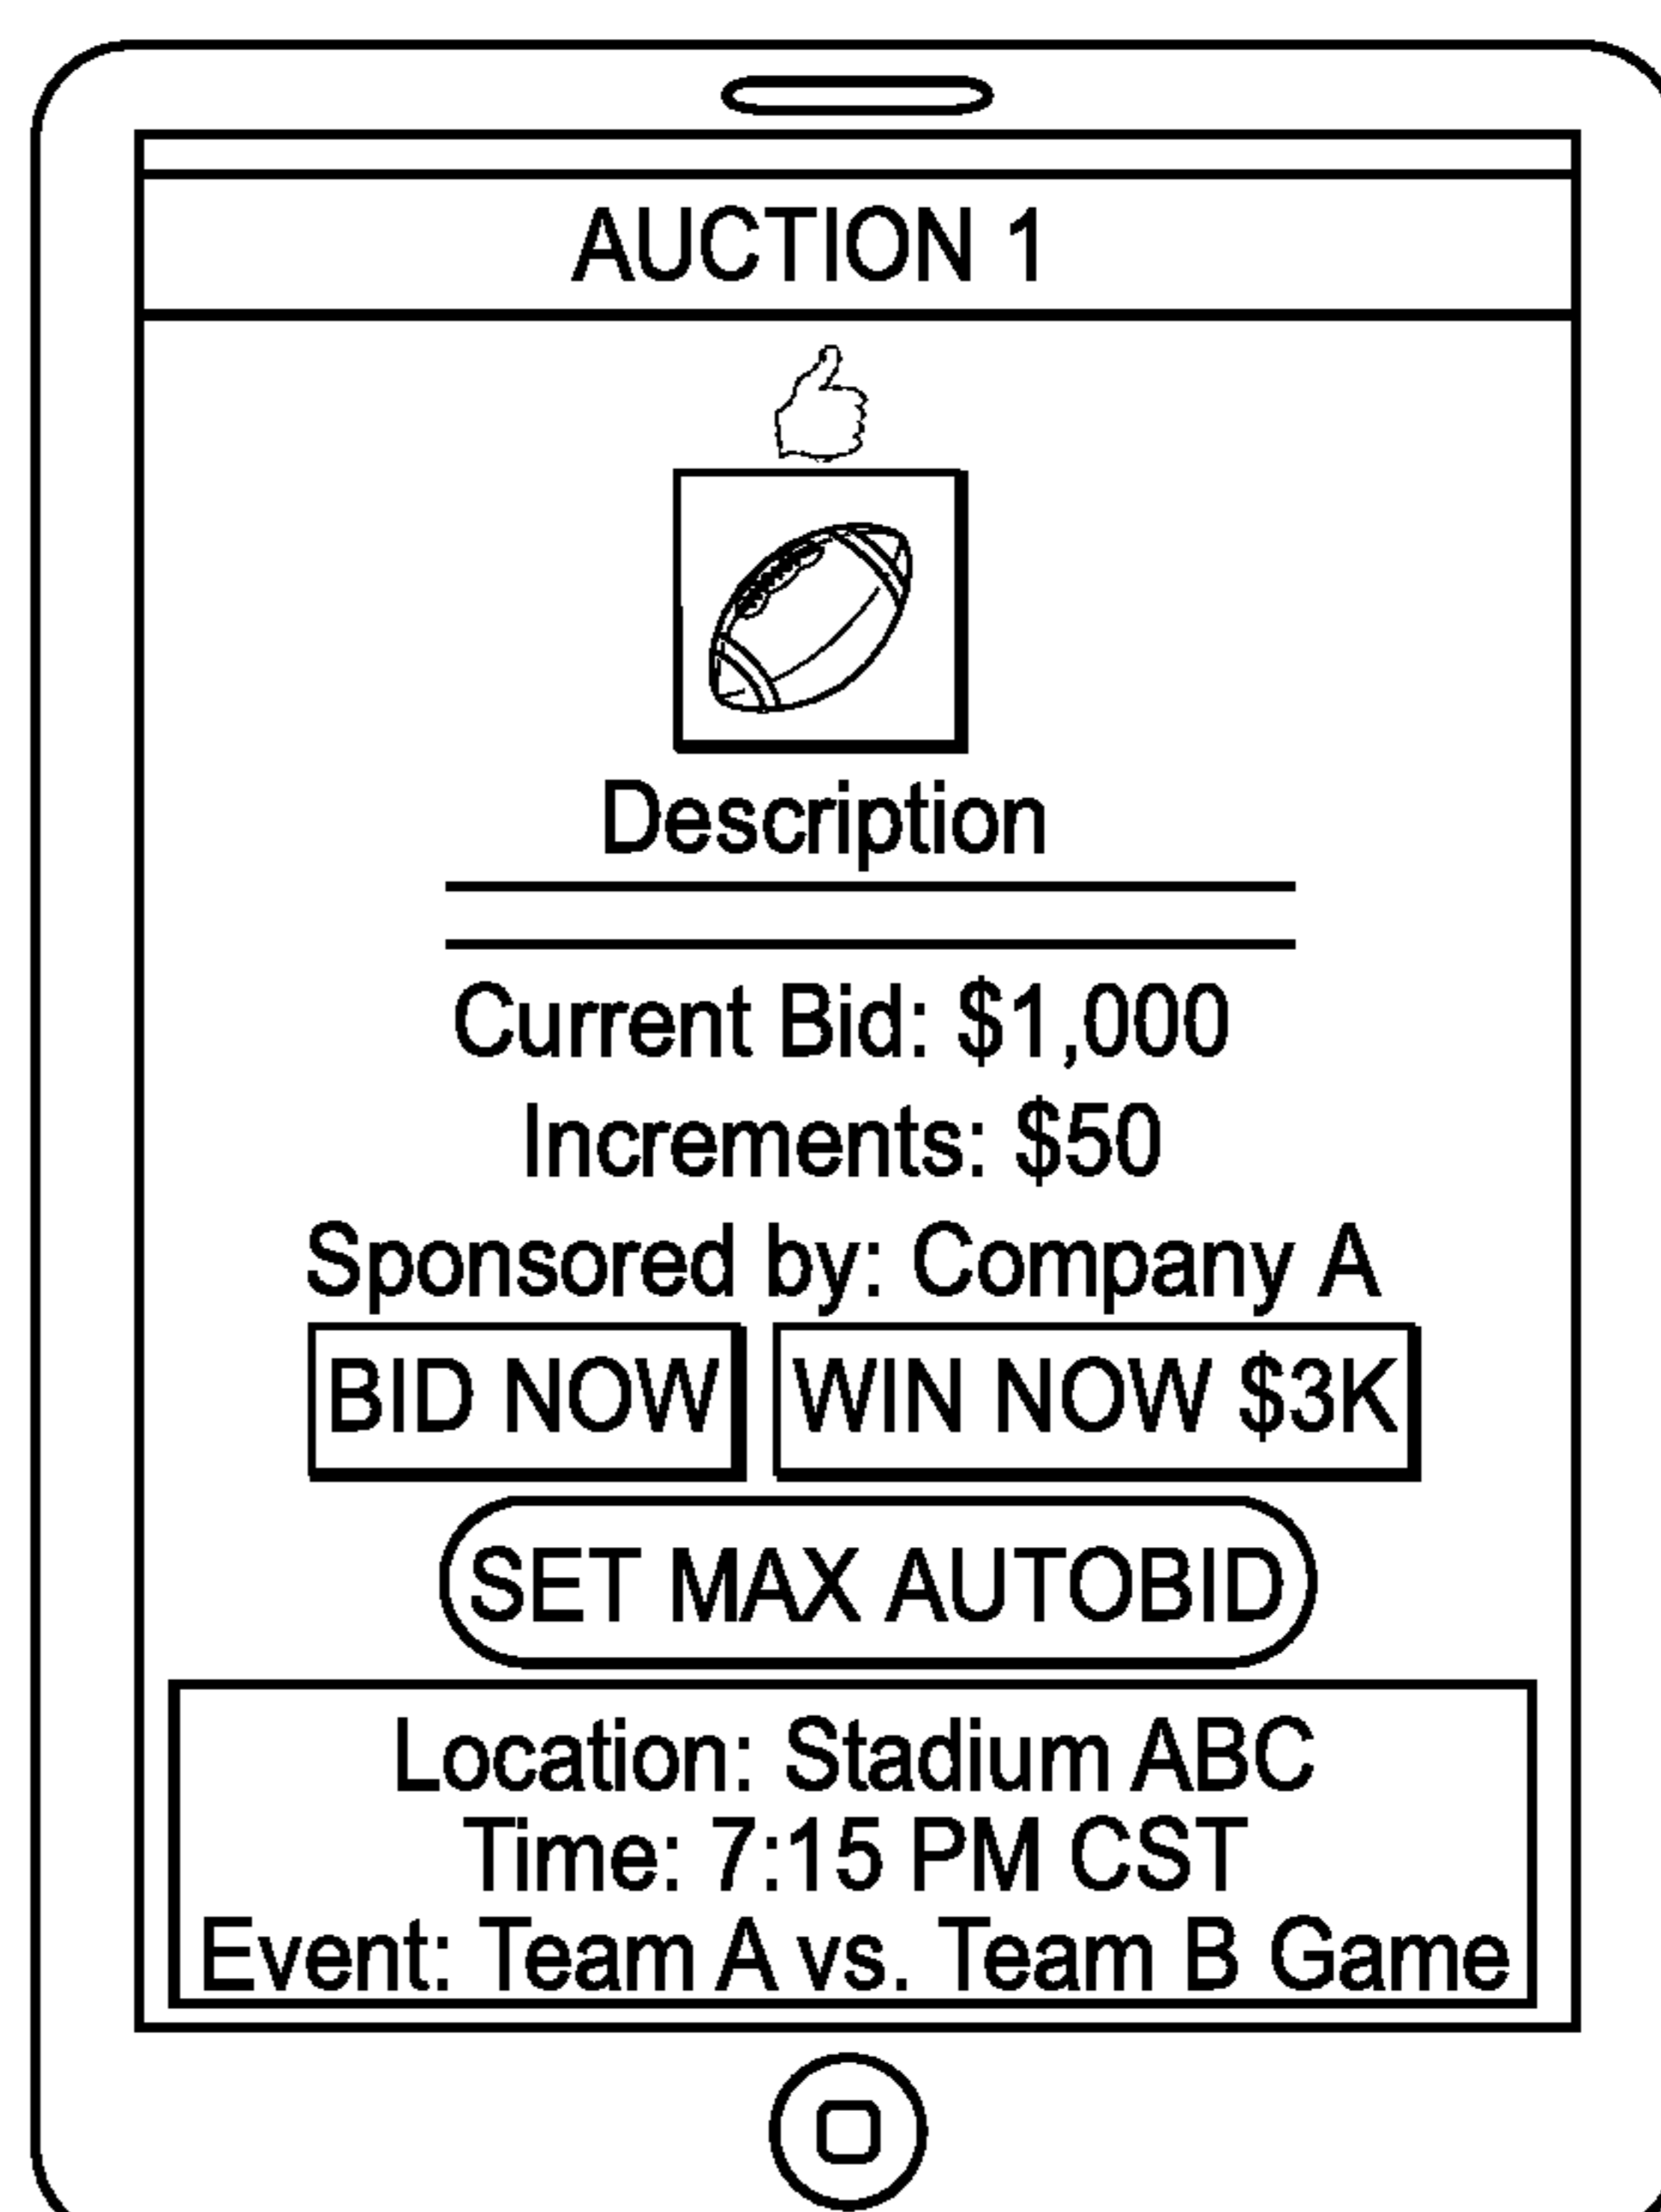 AUCTION 1
Description
Current Bid: $1,000
Increments: $50
Sponsored by: Company A
BID NOW WIN NOW $3K
SET MAX AUTOBID
Location: Stadium ABC
Time: 7:15 PM CST
Event: Team A vs. Team B Game